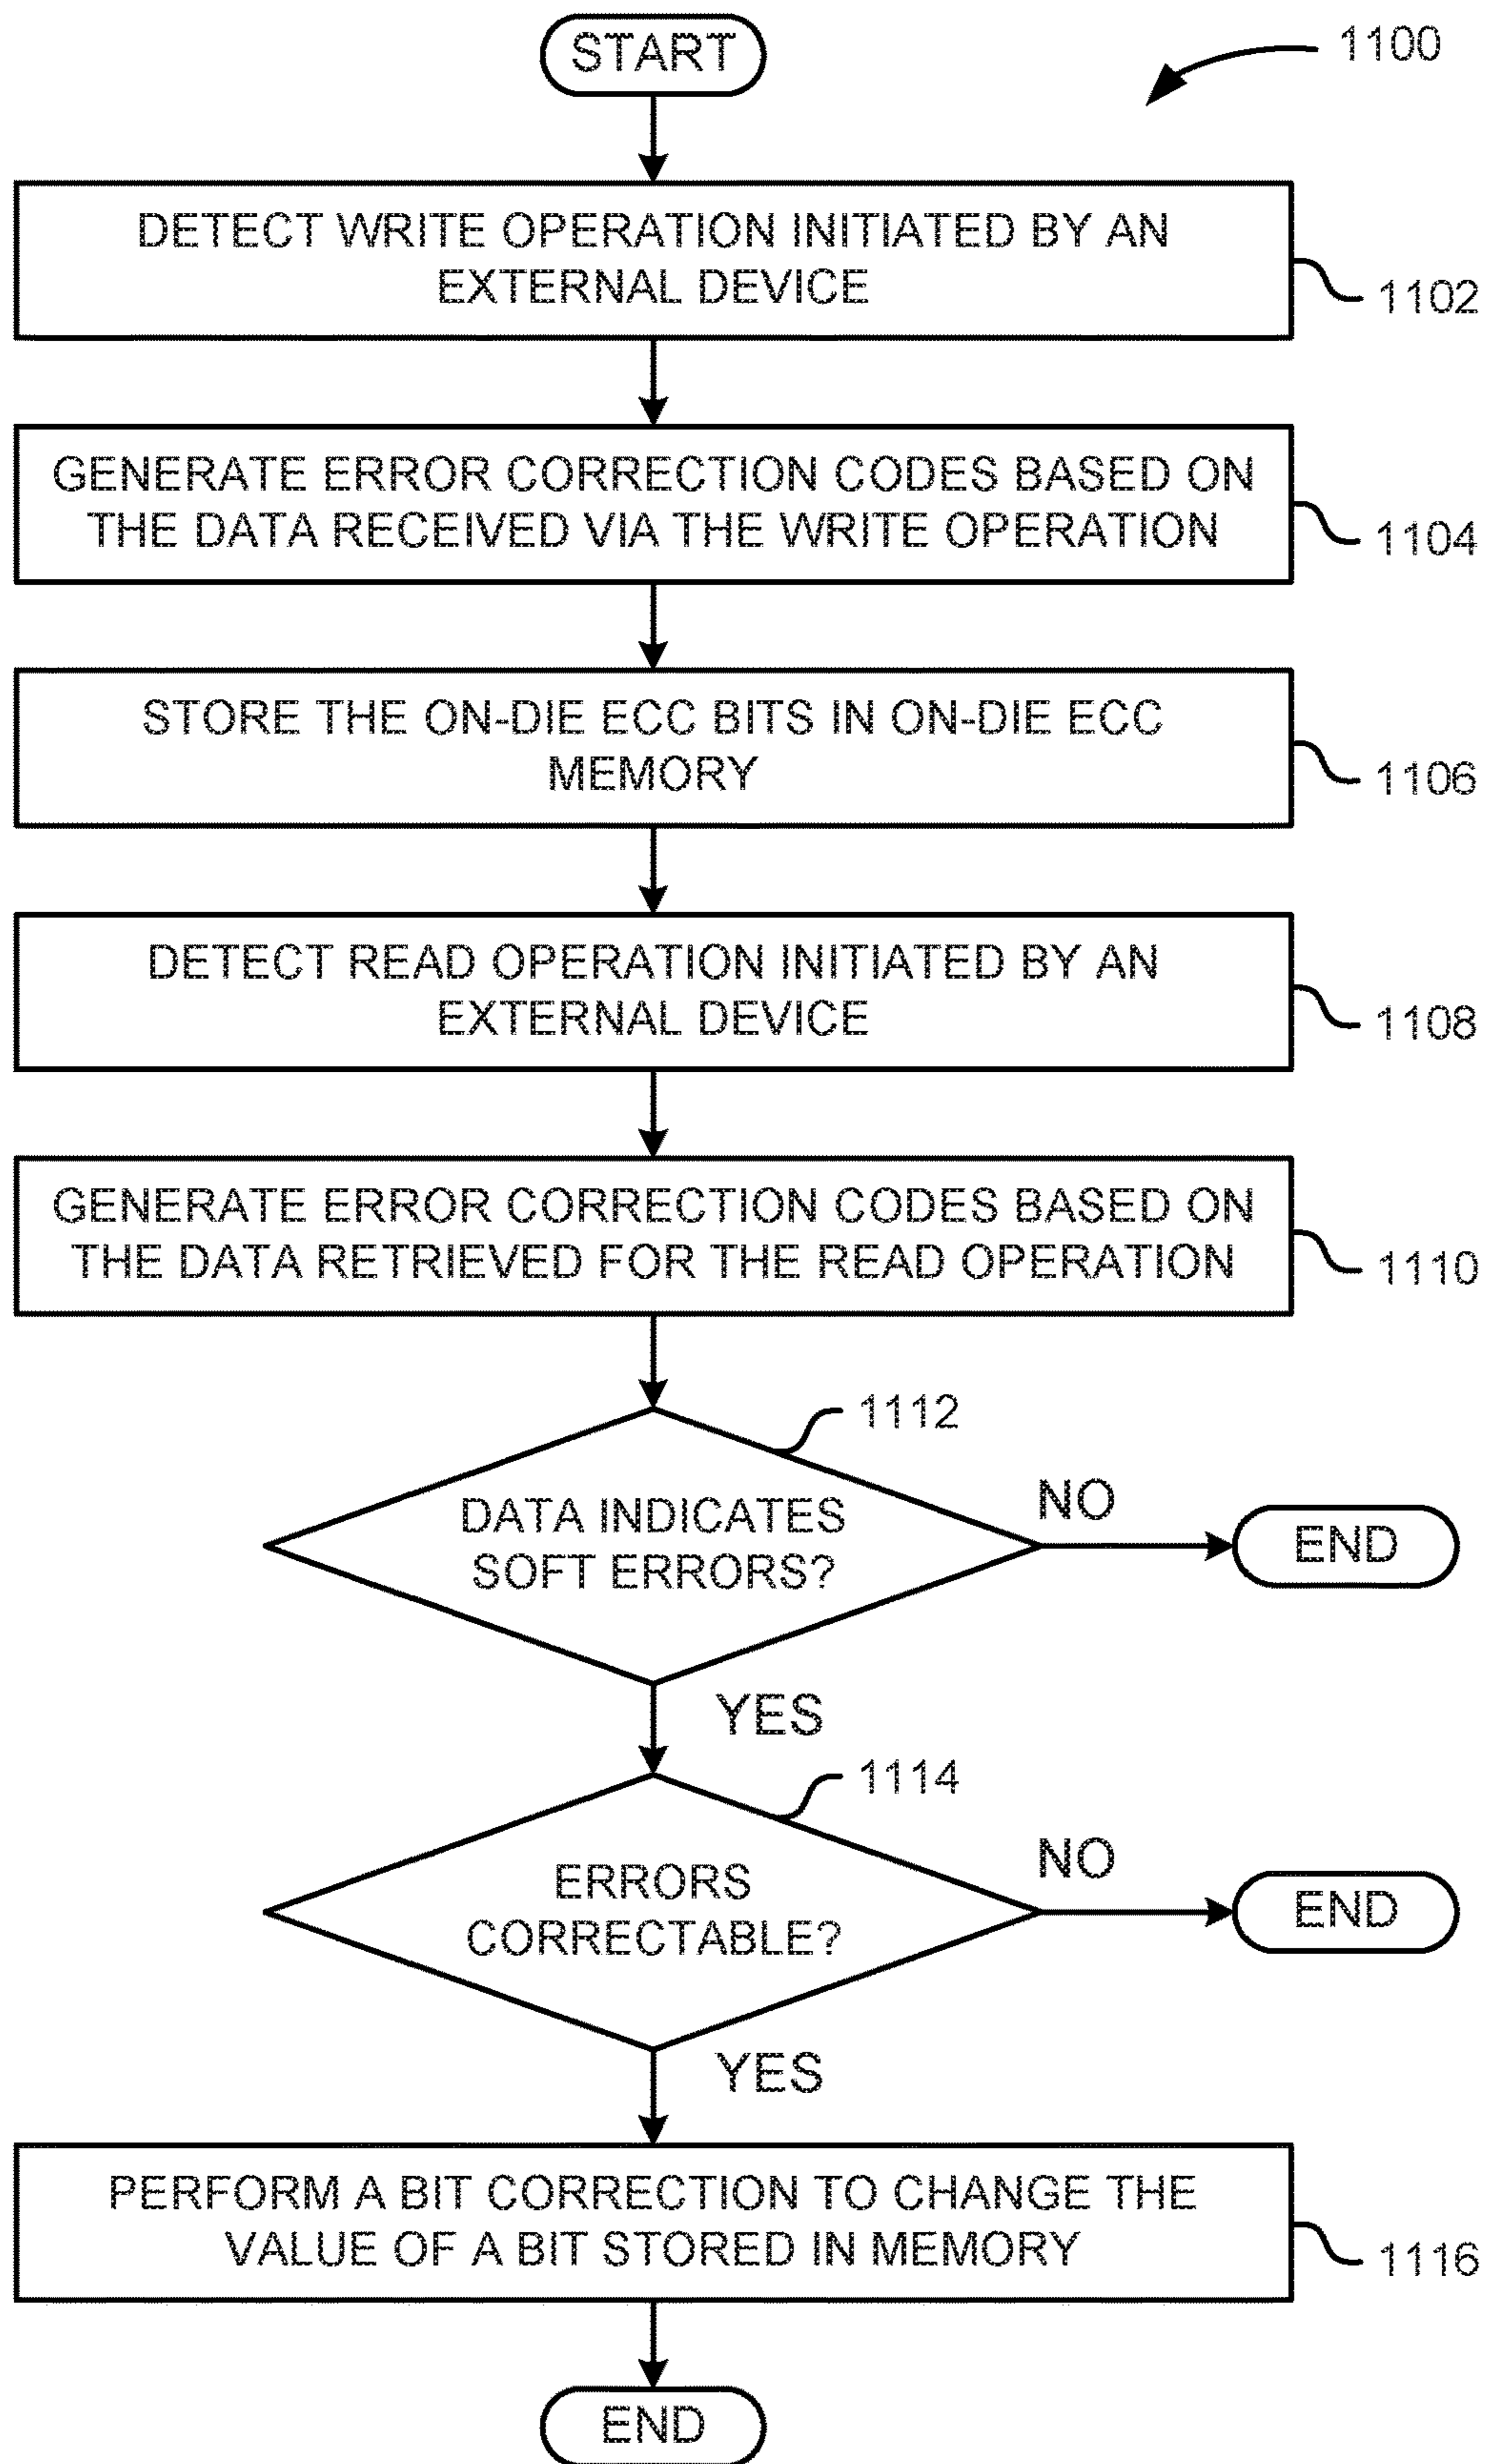 START
1100
DETECT WRITE OPERATION INITIATED BY AN
EXTERNAL DEVICE
1102
GENERATE ERROR CORRECTION CODES BASED ON
THE DATA RECEIVED VIA THE WRITE OPERATION
1104
STORE THE ON-DIE ECC BITS IN ON-DIE ECC
MEMORY
1106
DETECT READ OPERATION INITIATED BY AN
EXTERNAL DEVICE
1108
GENERATE ERROR CORRECTION CODES BASED ON
THE DATA RETRIEVED FOR THE READ OPERATION
1110
1112
DATA INDICATES
SOFT ERRORS?
NO
END
YES
1114
ERRORS
CORRECTABLE?
NO
END
YES
PERFORM A BIT CORRECTION TO CHANGE THE
VALUE OF A BIT STORED IN MEMORY
1116
END